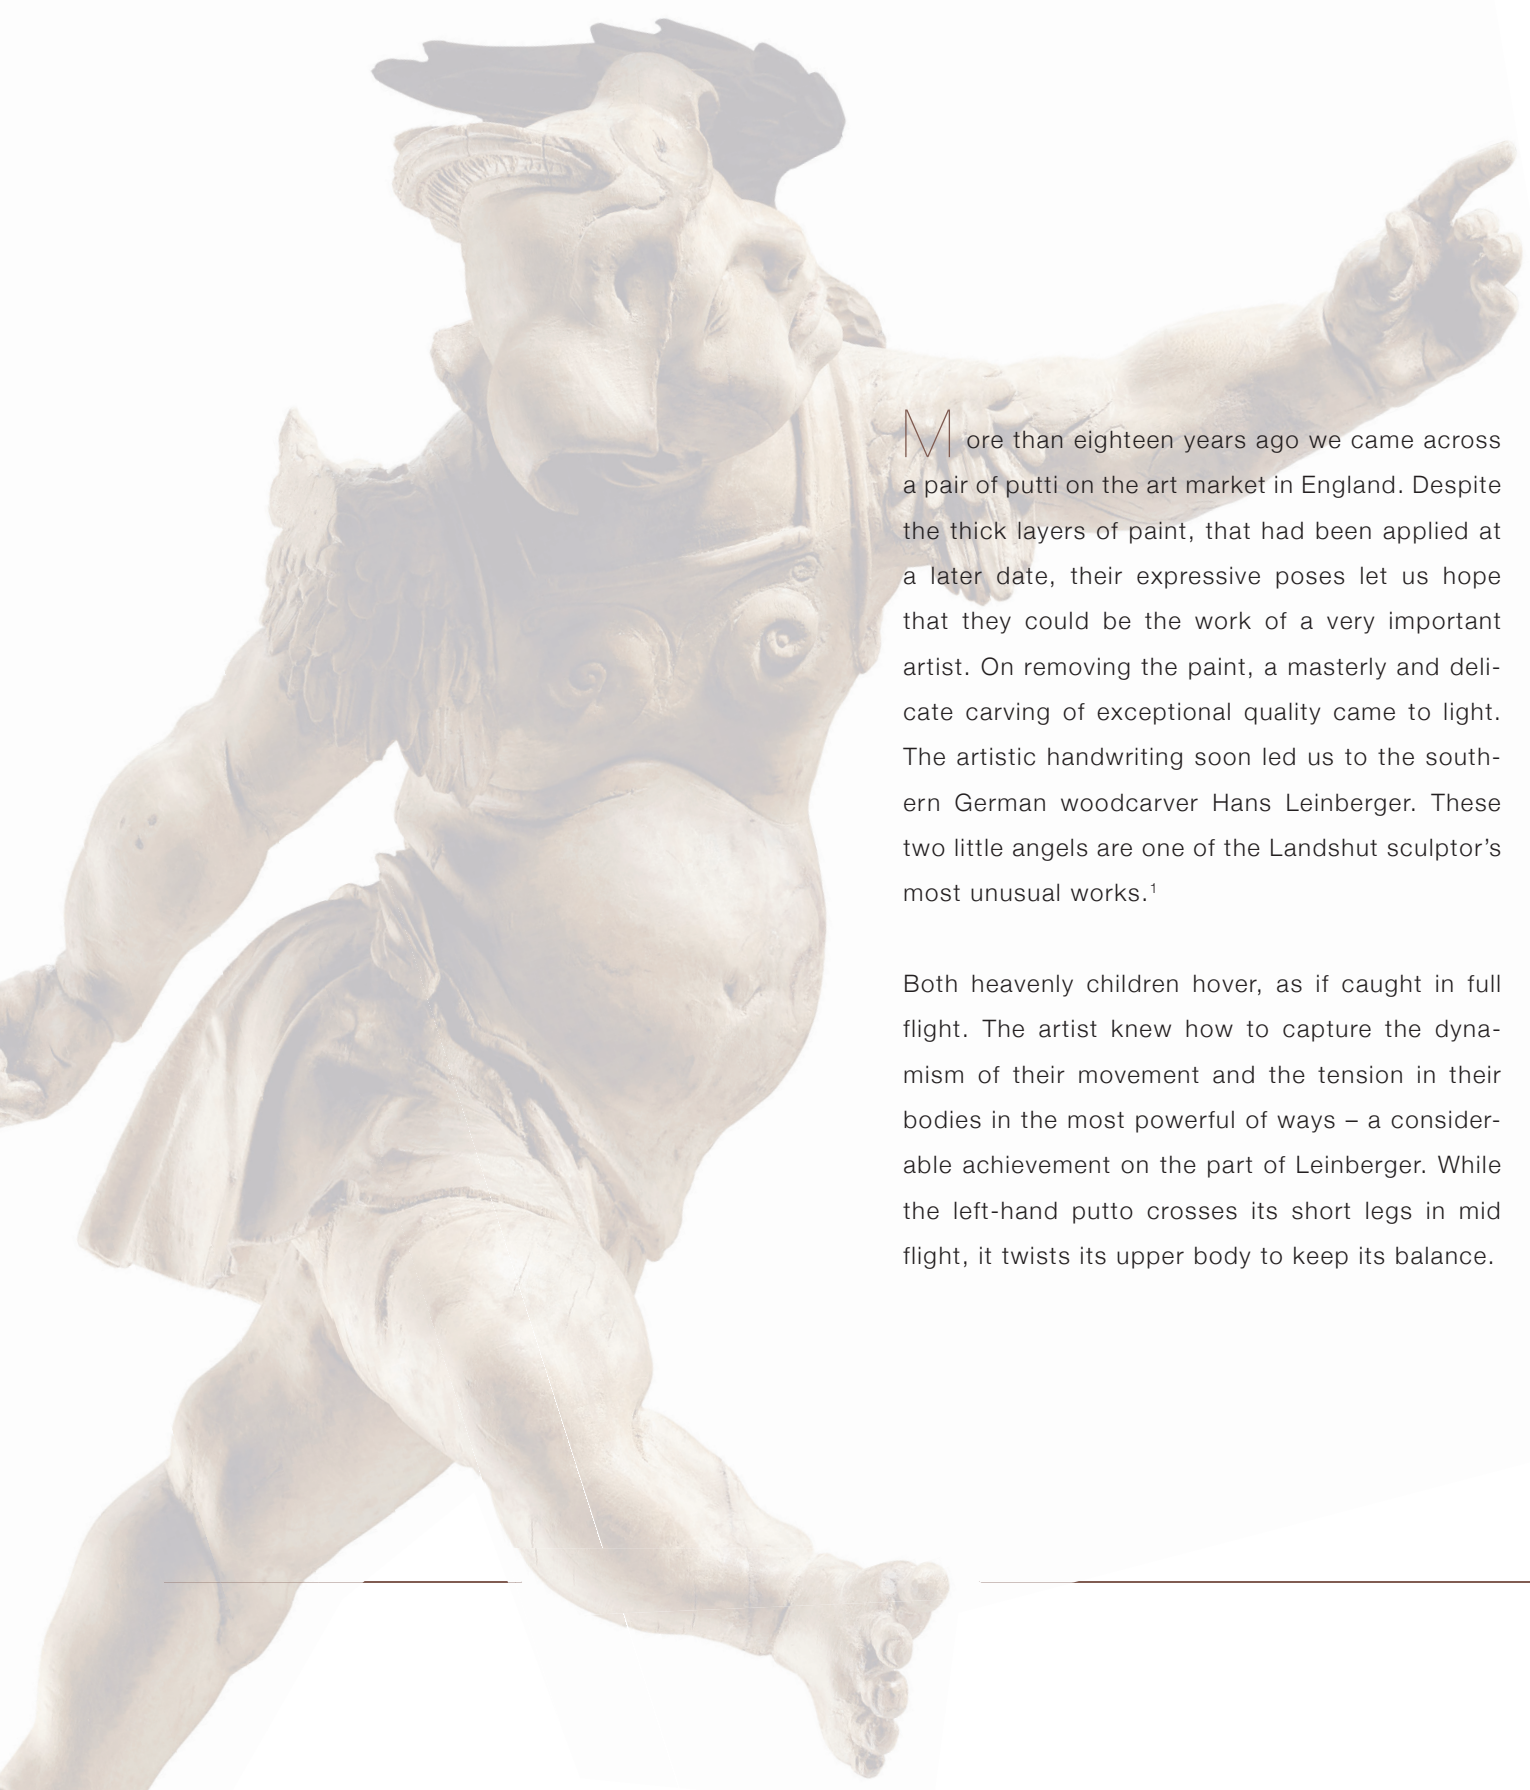 More than eighteen years ago we came across
a pair of putti on the art market in England. Despite
the thick layers of paint, that had been applied at
a later date, their expressive poses let us hope
that they could be the work of a very important
artist. On removing the paint, a masterly and deli-
cate carving of exceptional quality came to light.
The artistic handwriting soon led us to the south-
ern German woodcarver Hans Leinberger. These
two little angels are one of the Landshut sculptor’s
most unusual works.¹
Both heavenly children hover, as if caught in full
flight. The artist knew how to capture the dyna-
mism of their movement and the tension in their
bodies in the most powerful of ways – a consider-
able achievement on the part of Leinberger. While
the left-hand putto crosses its short legs in mid
flight, it twists its upper body to keep its balance.